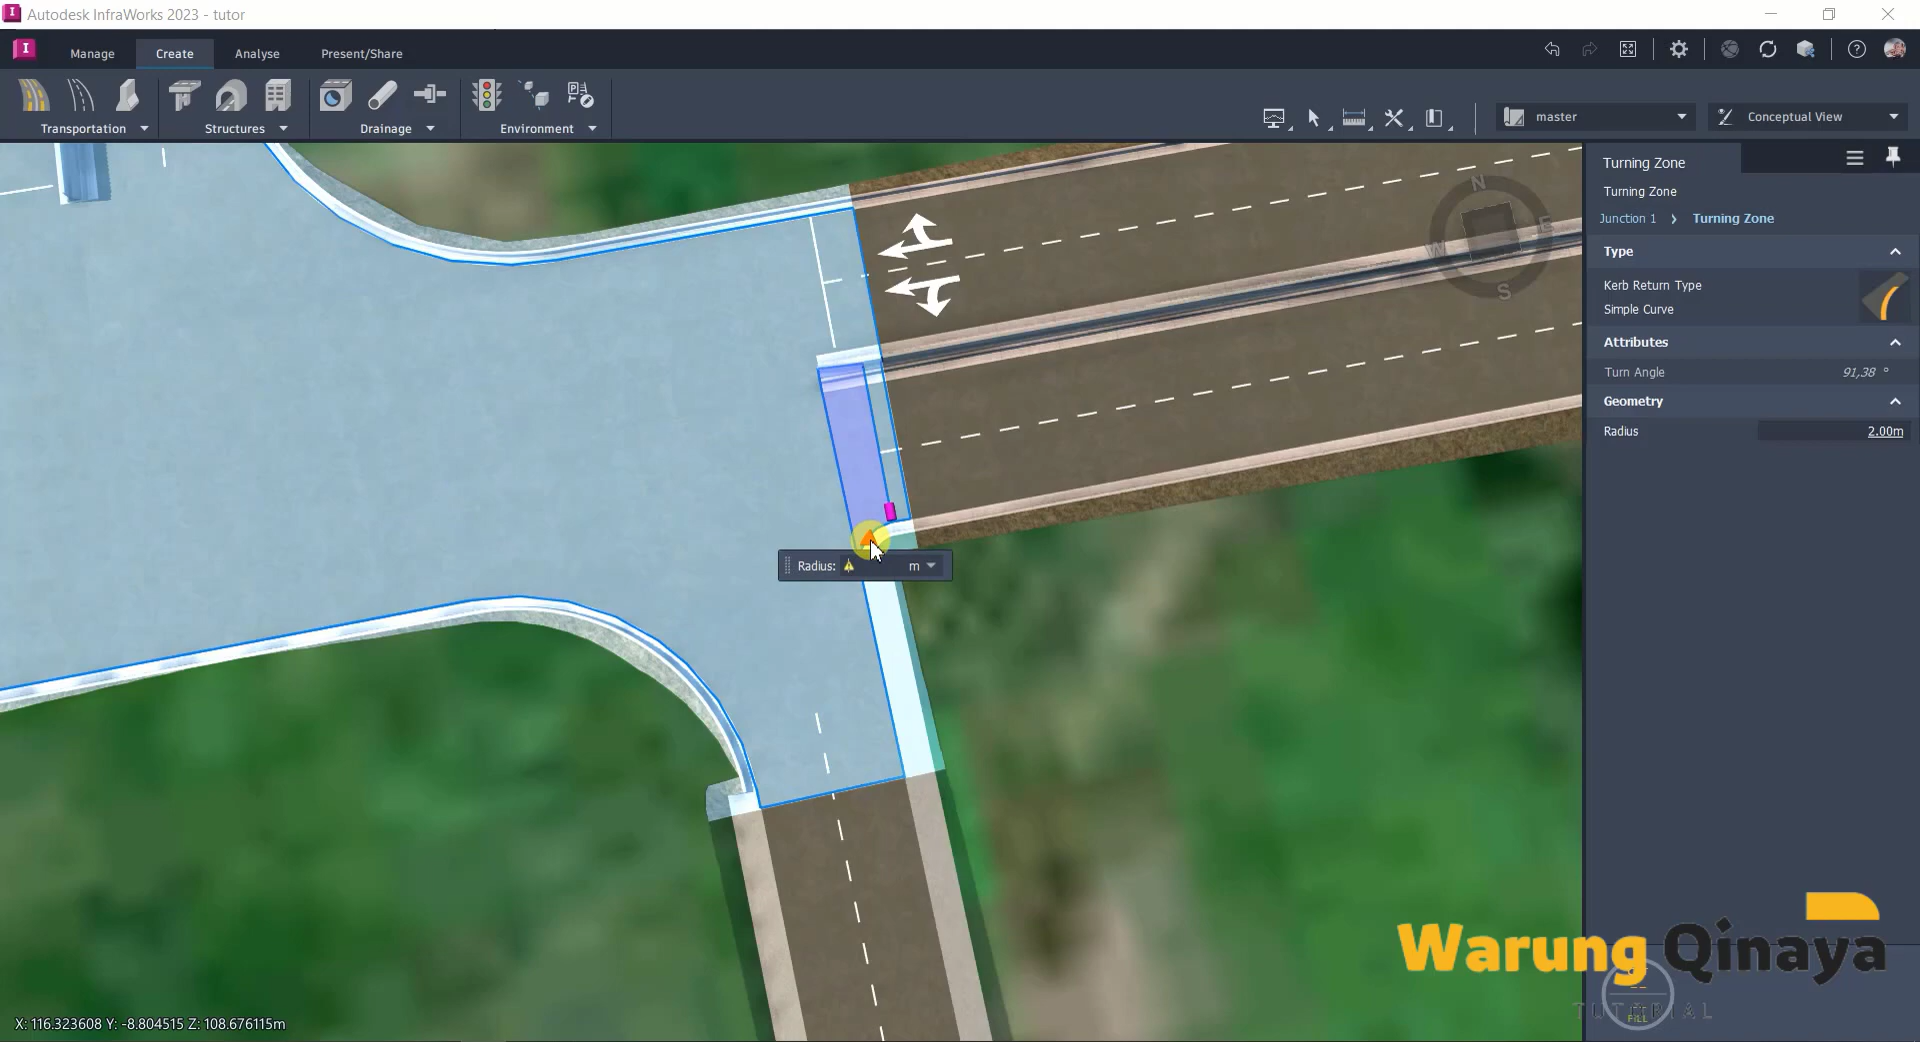 Autodesk InfraWorks 2023 - tutor
Manage
Create
Analyse
Present/Share
Transportation
Structures
Drainage
Environment
master
Conceptual View
Turning Zone
Turning Zone
Junction 1
Turning Zone
Type
Kerb Return Type
Simple Curve
Attributes
Turn Angle
91,38 °
Geometry
Radius
2.00m
N
E
W
S
Radius:
m
Warung Qinaya
TUTORIAL
FILL
X: 116.323608 Y: -8.804515 Z: 108.676115m